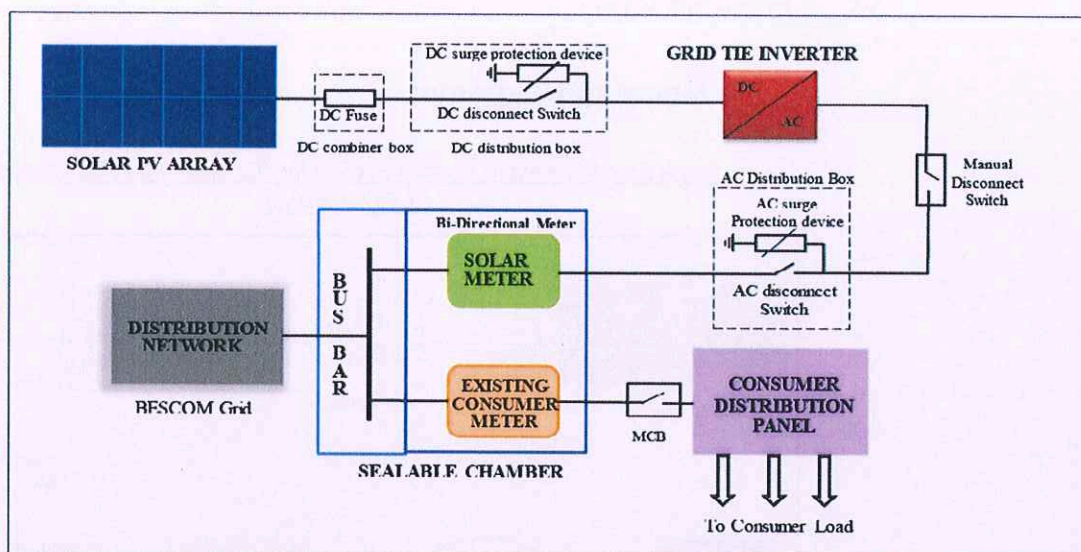 DC surge protection device
GRID TIE INVERTER
DC
AC
DC Fuse
DC disconnect Switch
DC combiner box
DC distribution box
SOLAR PV ARRAY
Manual
Disconnect
Switch
AC Distribution Box
AC surge
Protection device
AC disconnect
Switch
Bi-Directional Meter
SOLAR
METER
BUS BAR
DISTRIBUTION
NETWORK
BESCOM Grid
EXISTING
CONSUMER
METER
MCB
CONSUMER
DISTRIBUTION
PANEL
SEALABLE CHAMBER
To Consumer Load